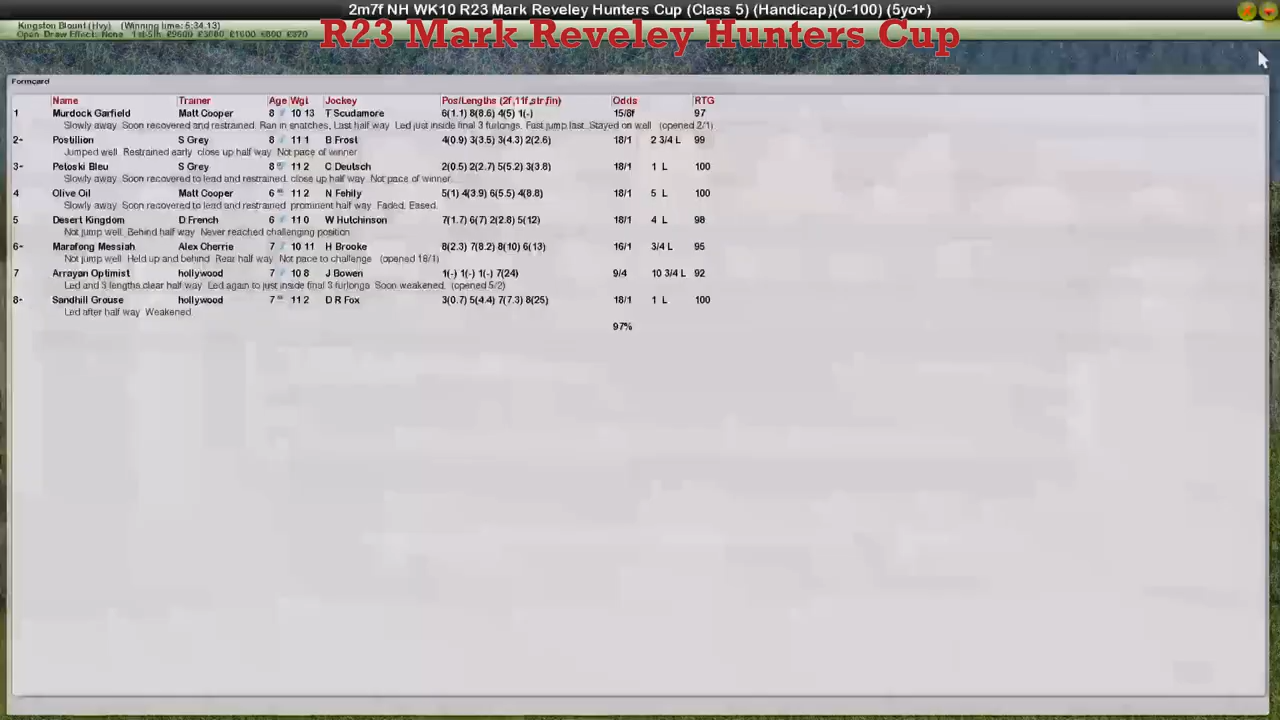 2m7f NH WK10 R23 Mark Reveley Hunters Cup (Class 5) (Handicap)(0-100) (5yo+)
Kingston Blount (Hvy) (Winning time: 5:34.13)
R23 Mark Reveley Hunters Cup
Open Draw Effect: None 1st-5th £9600
Formcard
Name Trainer Age Wgt Jockey Pos/Lengths (2f,11f,str,fin) Odds RTG
1 Murdock Garfield Matt Cooper 8 10 13 T Scudamore 6(1.1) 8(8.6) 4(5) 1(-) 15/8f 97
Slowly away. Soon recovered and restrained. Ran in snatches, Last half way. Led just inside final 3 furlongs. Fast jump last. Stayed on well. (opened 2/1)
2- Postillion S Grey 8 11 1 B Frost 4(0.9) 3(3.5) 3(4.3) 2(2.6) 18/1 2 3/4 L 99
Jumped well. Restrained early. close up half way. Not pace of winner.
3- Petoski Bleu S Grey 8 11 2 C Deutsch 2(0.5) 2(2.7) 5(5.2) 3(3.8) 18/1 1 L 100
Slowly away. Soon recovered to lead and restrained. close up half way. Not pace of winner.
4 Olive Oil Matt Cooper 6 11 2 N Fehily 5(1) 4(3.9) 6(5.5) 4(8.8) 18/1 5 L 100
Slowly away. Soon recovered to lead and restrained. prominent half way. Faded. Eased.
5 Desert Kingdom D French 6 11 0 W Hutchinson 7(1.7) 6(7) 2(2.8) 5(12) 18/1 4 L 98
Not jump well. Behind half way. Never reached challenging position.
6- Marafong Messiah Alex Cherrie 7 10 11 H Brooke 8(2.3) 7(8.2) 8(10) 6(13) 16/1 3/4 L 95
Not jump well. Held up and behind. Rear half way. Not pace to challenge. (opened 18/1)
7 Arrayan Optimist hollywood 7 10 8 J Bowen 1(-) 1(-) 1(-) 7(24) 9/4 10 3/4 L 92
Led and 3 lengths clear half way. Led again to just inside final 3 furlongs. Soon weakened. (opened 5/2)
8- Sandhill Grouse hollywood 7 11 2 D R Fox 3(0.7) 5(4.4) 7(7.3) 8(25) 18/1 1 L 100
Led after half way. Weakened.
97%